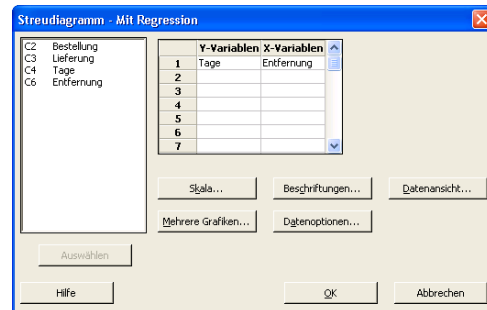 Streudiagramm - Mit Regression
C2 Bestellung
C3 Lieferung
C4 Tage
C6 Entfernung
Y-Variablen X-Variablen
1 Tage Entfernung
2
3
4
5
6
7
Skala... Beschriftungen... Datenansicht...
Mehrere Grafiken... Datenoptionen...
Auswählen
Hilfe OK Abbrechen